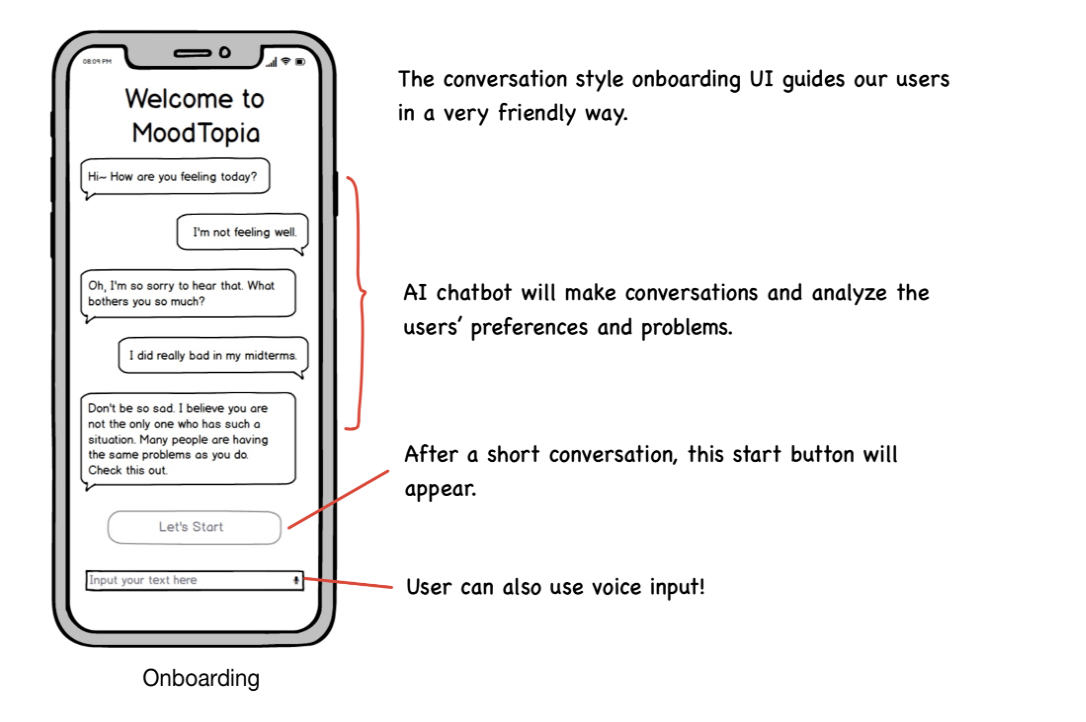 08:09 PM
Welcome to
MoodTopia
Hi~ How are you feeling today?
I'm not feeling well.
Oh, I'm so sorry to hear that. What
bothers you so much?
I did really bad in my midterms.
Don't be so sad. I believe you are
not the only one who has such a
situation. Many people are having
the same problems as you do.
Check this out.
Let's Start
Input your text here
Onboarding
The conversation style onboarding UI guides our users
in a very friendly way.
AI chatbot will make conversations and analyze the
users’ preferences and problems.
After a short conversation, this start button will
appear.
User can also use voice input!